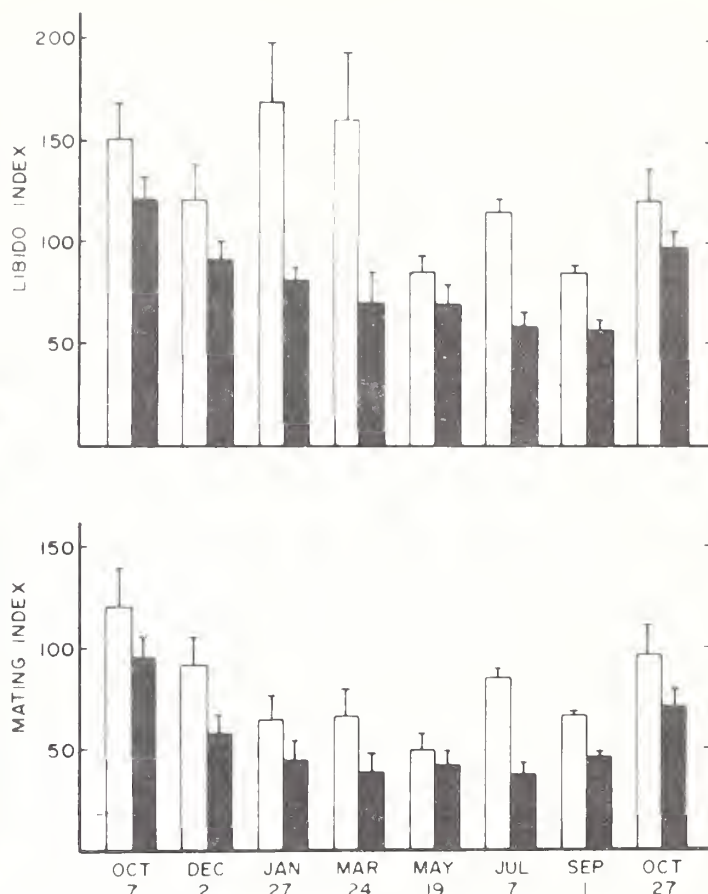 200
150
100
50
LIBIDO INDEX
150
100
50
MATING INDEX
OCT DEC JAN MAR MAY JUL SEP OCT
7 2 27 24 19 7 1 27